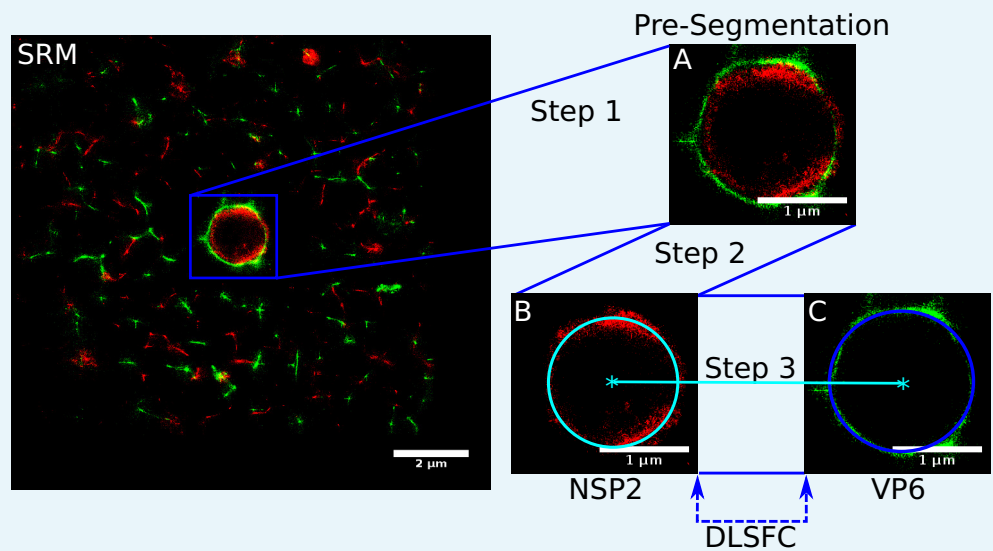 SRM
Pre-Segmentation
A
Step 1
1 µm
Step 2
B
C
Step 3
2 µm
1 µm
1 µm
NSP2
VP6
DLSFC